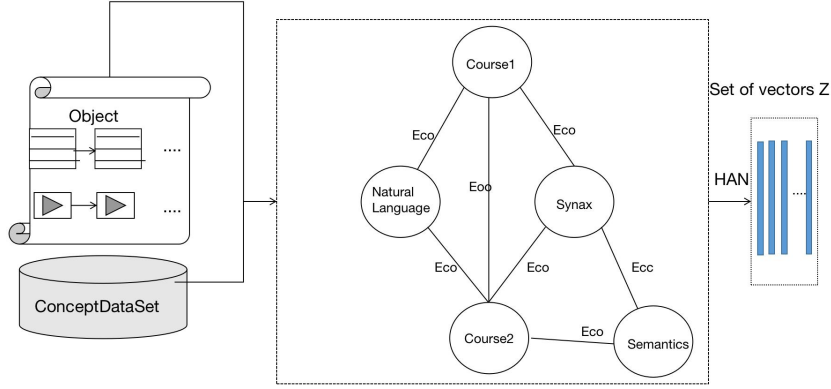 Object
....
....
ConceptDataSet
Course1
Eco
Eco
Natural
Language
Eoo
Synax
Eco
Eco
Ecc
Course2
Eco
Semantics
HAN
Set of vectors Z
....